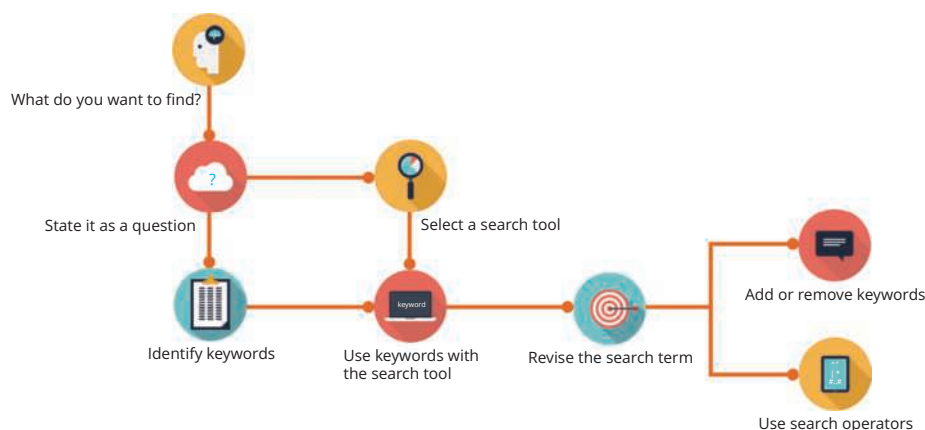 What do you want to find?
?
State it as a question
Select a search tool
Identify keywords
keyword
Use keywords with
the search tool
Revise the search term
Add or remove keywords
Use search operators